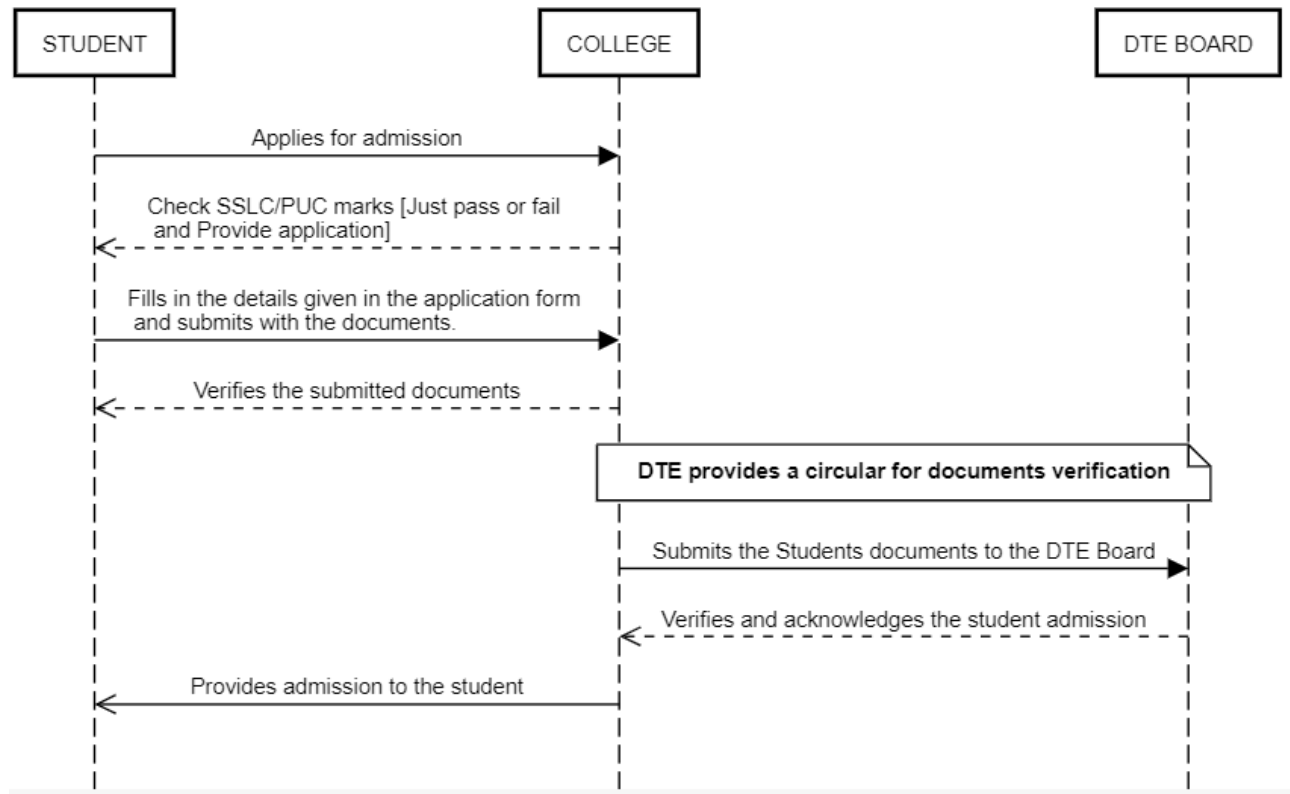 STUDENT
COLLEGE
DTE BOARD
Applies for admission
Check SSLC/PUC marks [Just pass or fail
and Provide application]
Fills in the details given in the application form
and submits with the documents.
Verifies the submitted documents
DTE provides a circular for documents verification
Submits the Students documents to the DTE Board
Verifies and acknowledges the student admission
Provides admission to the student